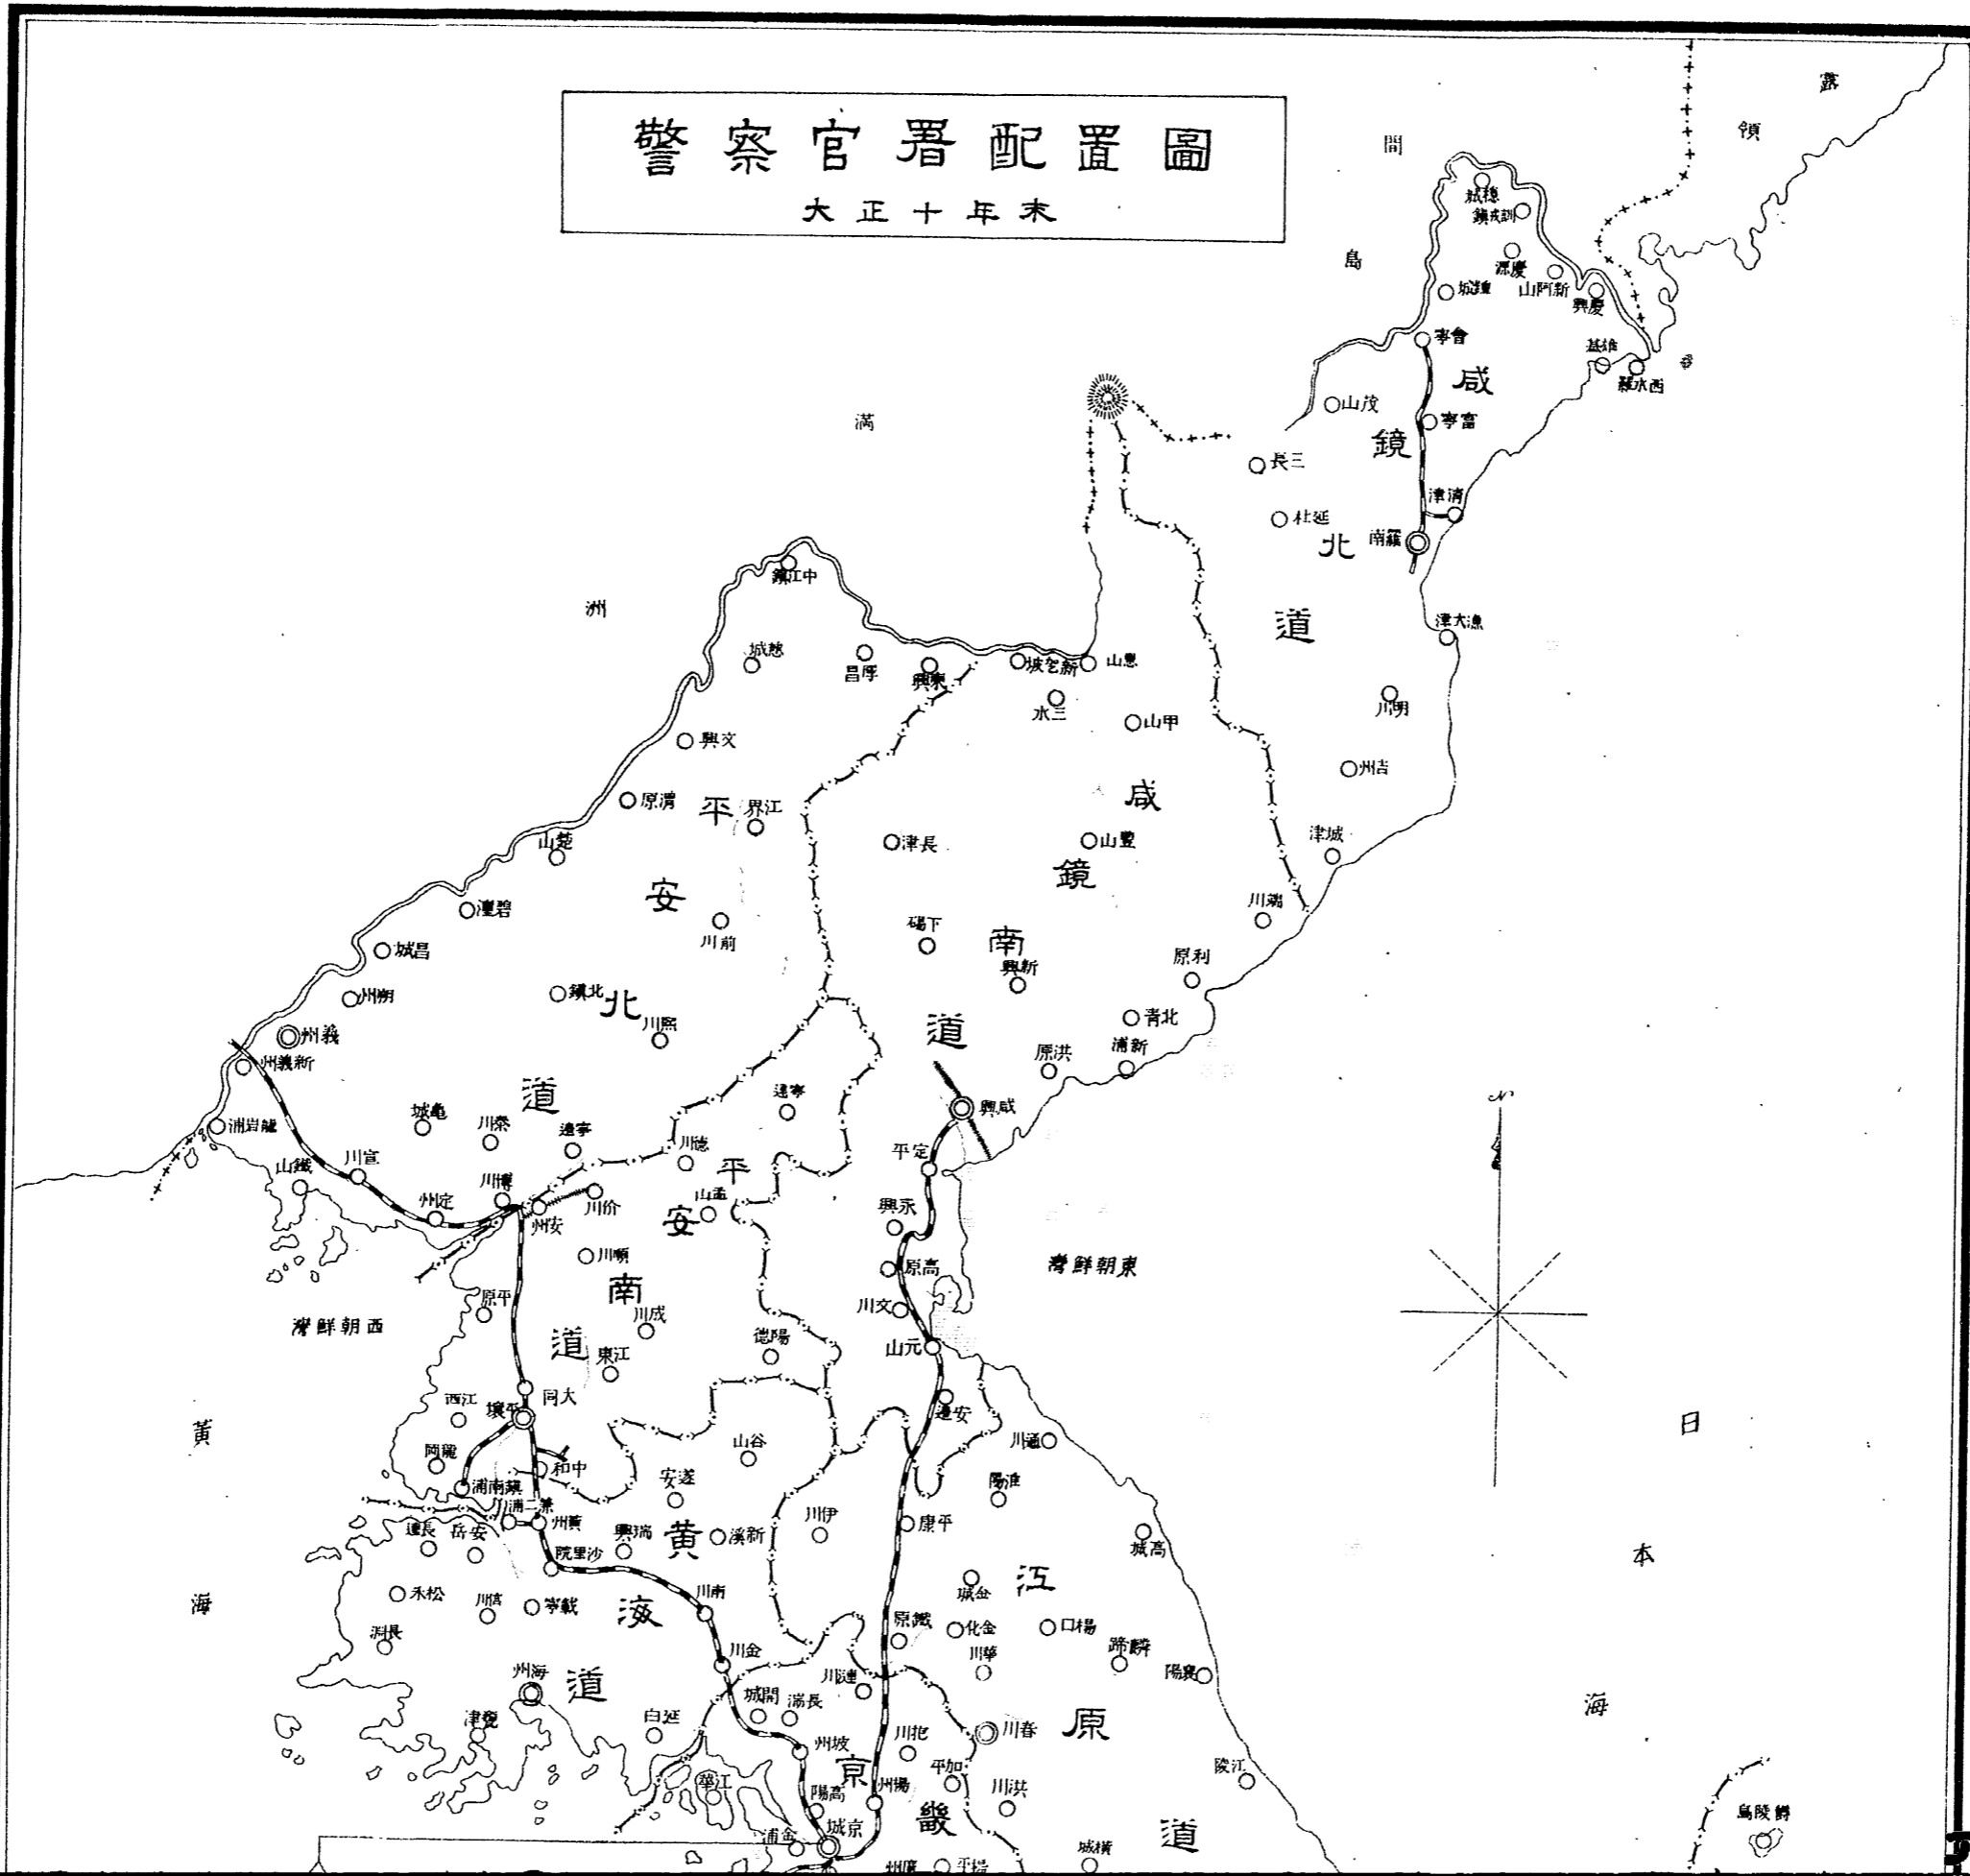 警察官署配置圖
大正十年末
露
領
間
島
滿
洲
城穩
鎭戎訓
源慶
山阿新
興慶
城鍾
寧會
基雄
羅水西
咸
山茂
寧富
鏡
長三
津清
社延
北
南羅
道
津大漁
川明
州吉
津城
鎭江中
城慈
昌厚
坡乫新
山惠
水三
山甲
興文
原渭
平
界江
咸
津長
山豐
山楚
鏡
安
潼碧
川前
碣下
南
川端
城昌
興新
原利
州朔
鎭北
北
川熙
道
青北
州義
州義新
原洪
浦新
道
遠寧
興咸
浦岩龍
城龜
川泰
川德
平定
山鐵
川宣
平
州定
川博
州安
川价
山孟
安
興永
川順
原高
灣鮮朝東
南
原平
川成
川文
灣鮮朝西
道
東江
德陽
山元
西江
同大
壤平
安邊
黃
日
岡龍
山谷
川通
和中
浦南鎭
安遂
陽淮
浦二兼
州黃
川伊
康平
安岳
院里沙
興瑞
黃
溪新
城高
本
永松
川信
寧載
海
川南
城金
江
海
淵長
原鐵
化金
口楊
蹄麟
川金
川華
陽襄
州海
道
川漣
海
津甕
白延
城開
湍長
川春
原
州坡
川抱
京
平加
陵江
華江
陽高
州楊
川洪
島陵欝
畿
道
浦金
城京
城橫